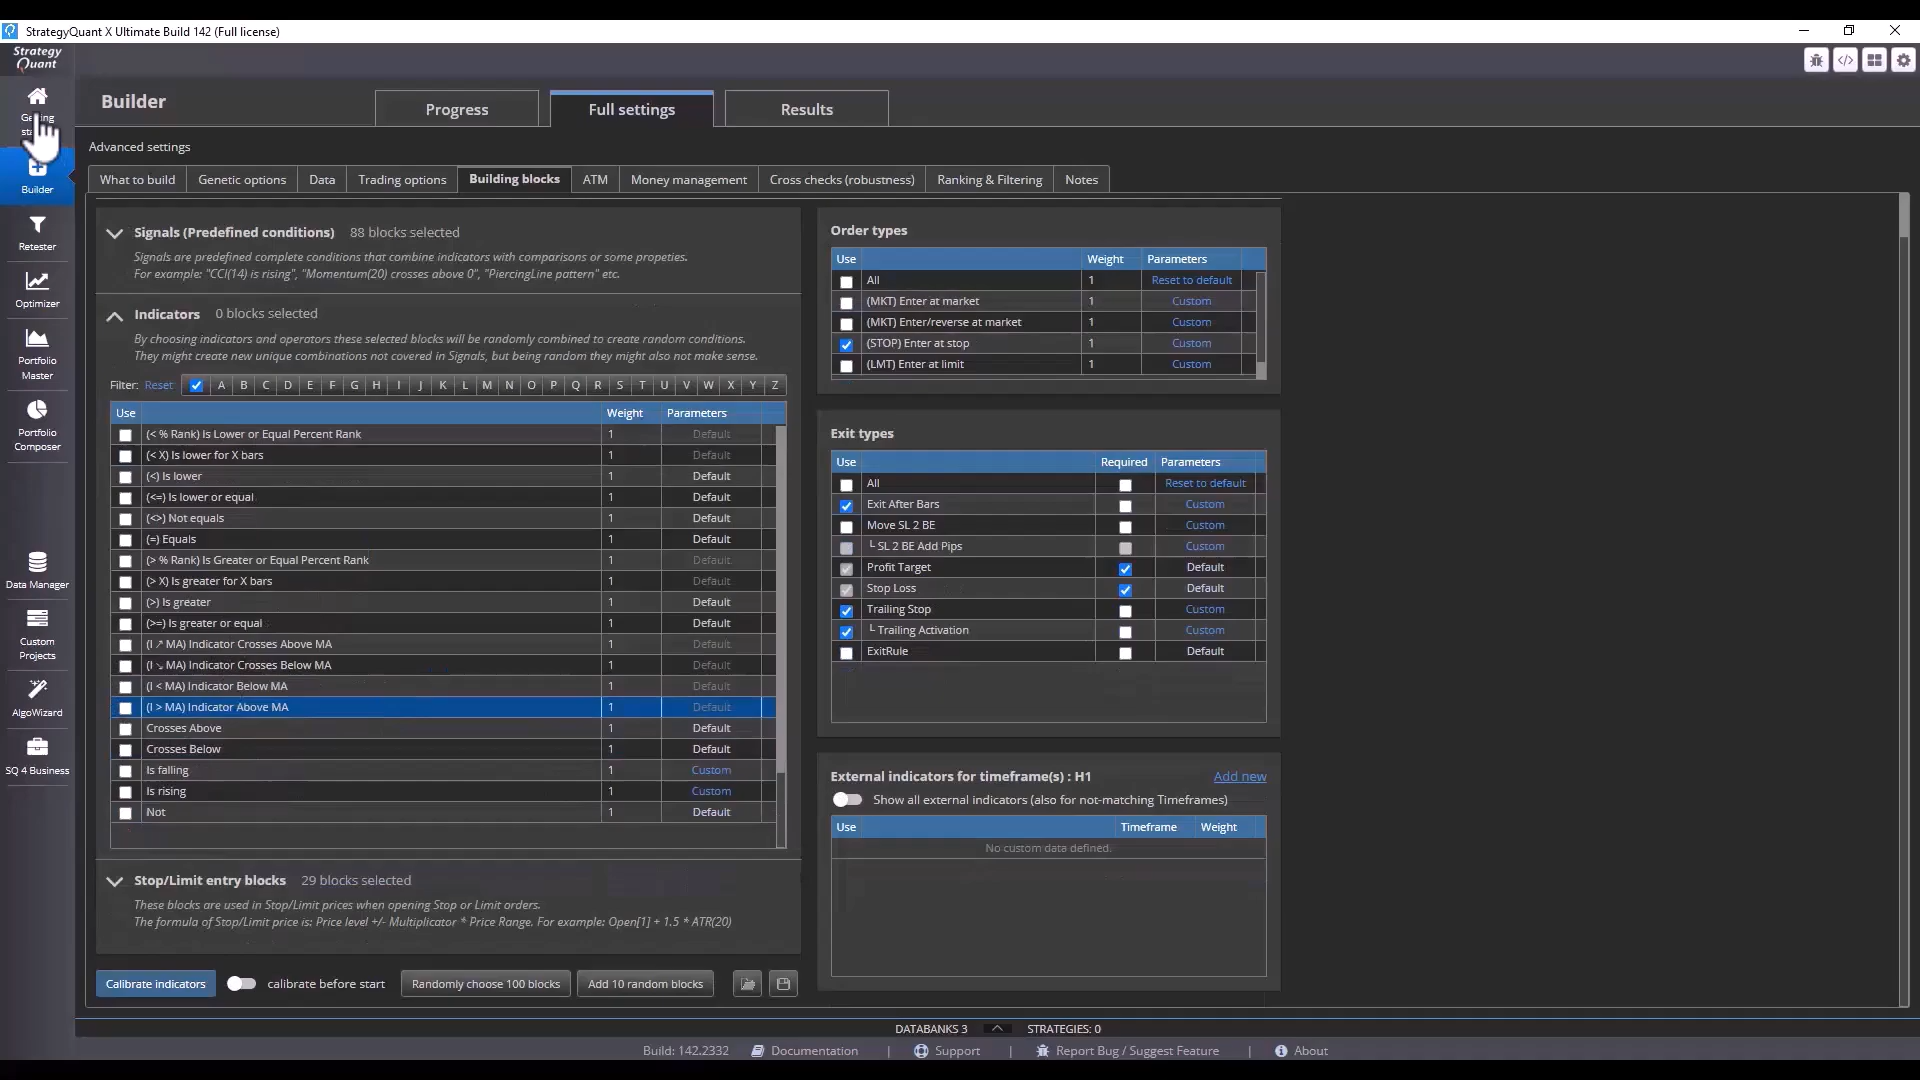 StrategyQuant X Ultimate Build 142 (Full license)
Strategy
Quant
Getting
Builder
Retester
Optimizer
Portfolio
Master
Portfolio
Composer
Data Manager
Custom
Projects
AlgoWizard
SQ 4 Business
Builder
Progress
Full settings
Results
Advanced settings
What to build
Genetic options
Data
Trading options
Building blocks
ATM
Money management
Cross checks (robustness)
Ranking & Filtering
Notes
Signals (Predefined conditions) 88 blocks selected
Signals are predefined complete conditions that combine indicators with comparisons or some propeties.
For example: "CCI(14) is rising", "Momentum(20) crosses above 0", "PiercingLine pattern" etc.
Indicators 0 blocks selected
By choosing indicators and operators these selected blocks will be randomly combined to create random conditions.
They might create new unique combinations not covered in Signals, but being random they might also not make sense.
Filter: Reset A B C D E F G H I J K L M N O P Q R S T U V W X Y Z
Use Weight Parameters
(< % Rank) Is Lower or Equal Percent Rank 1 Default
(< X) Is lower for X bars 1 Default
(<) Is lower 1 Default
(<=) Is lower or equal 1 Default
(<>) Not equals 1 Default
(=) Equals 1 Default
(> % Rank) Is Greater or Equal Percent Rank 1 Default
(> X) Is greater for X bars 1 Default
(>) Is greater 1 Default
(>=) Is greater or equal 1 Default
(I ↗ MA) Indicator Crosses Above MA 1 Default
(I ↘ MA) Indicator Crosses Below MA 1 Default
(I < MA) Indicator Below MA 1 Default
(I > MA) Indicator Above MA 1 Default
Crosses Above 1 Default
Crosses Below 1 Default
Is falling 1 Custom
Is rising 1 Custom
Not 1 Default
Stop/Limit entry blocks 29 blocks selected
These blocks are used in Stop/Limit prices when opening Stop or Limit orders.
The formula of Stop/Limit price is: Price level +/- Multiplicator * Price Range. For example: Open[1] + 1.5 * ATR(20)
Calibrate indicators
calibrate before start
Randomly choose 100 blocks
Add 10 random blocks
Order types
Use Weight Parameters
All 1 Reset to default
(MKT) Enter at market 1 Custom
(MKT) Enter/reverse at market 1 Custom
(STOP) Enter at stop 1 Custom
(LMT) Enter at limit 1 Custom
Exit types
Use Required Parameters
All Reset to default
Exit After Bars Custom
Move SL 2 BE Custom
└ SL 2 BE Add Pips Custom
Profit Target Default
Stop Loss Default
Trailing Stop Custom
└ Trailing Activation Custom
ExitRule Default
External indicators for timeframe(s) : H1 Add new
Show all external indicators (also for not-matching Timeframes)
Use Timeframe Weight
No custom data defined.
DATABANKS 3 STRATEGIES: 0
Build: 142.2332 Documentation | Support | Report Bug / Suggest Feature | About